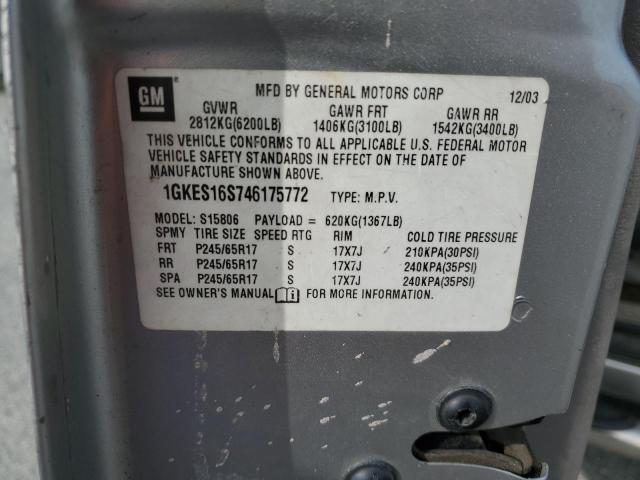 GM MFD BY GENERAL MOTORS CORP 12/03
GVWR GAWR FRT GAWR RR
2812KG(6200LB) 1406KG(3100LB) 1542KG(3400LB)
THIS VEHICLE CONFORMS TO ALL APPLICABLE U.S. FEDERAL MOTOR
VEHICLE SAFETY STANDARDS IN EFFECT ON THE DATE OF
MANUFACTURE SHOWN ABOVE.
1GKES16S746175772 TYPE: M.P.V.
MODEL: S15806 PAYLOAD = 620KG(1367LB)
SPMY TIRE SIZE SPEED RTG RIM COLD TIRE PRESSURE
FRT P245/65R17 S 17X7J 210KPA(30PSI)
RR P245/65R17 S 17X7J 240KPA(35PSI)
SPA P245/65R17 S 17X7J 240KPA(35PSI)
SEE OWNER'S MANUAL FOR MORE INFORMATION.